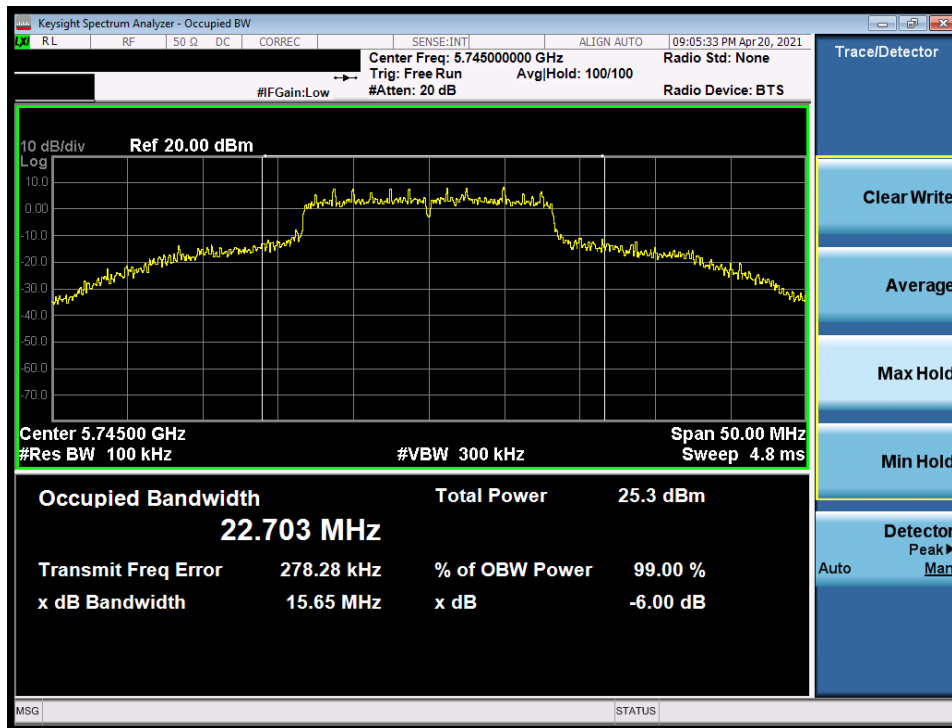 Keysight Spectrum Analyzer - Occupied BW
LXI RL RF 50 Ω DC CORREC SENSE:INT ALIGN AUTO 09:05:33 PM Apr 20, 2021
Center Freq: 5.745000000 GHz Radio Std: None
Trig: Free Run Avg|Hold: 100/100
#IFGain:Low #Atten: 20 dB Radio Device: BTS
Trace/Detector
10 dB/div Ref 20.00 dBm
Log
10.0
0.00
-10.0
-20.0
-30.0
-40.0
-50.0
-60.0
-70.0
Center 5.74500 GHz Span 50.00 MHz
#Res BW 100 kHz #VBW 300 kHz Sweep 4.8 ms
Clear Write
Average
Max Hold
Min Hold
Detector
Peak▶
Auto Man
Occupied Bandwidth Total Power 25.3 dBm
22.703 MHz
Transmit Freq Error 278.28 kHz % of OBW Power 99.00 %
x dB Bandwidth 15.65 MHz x dB -6.00 dB
MSG STATUS